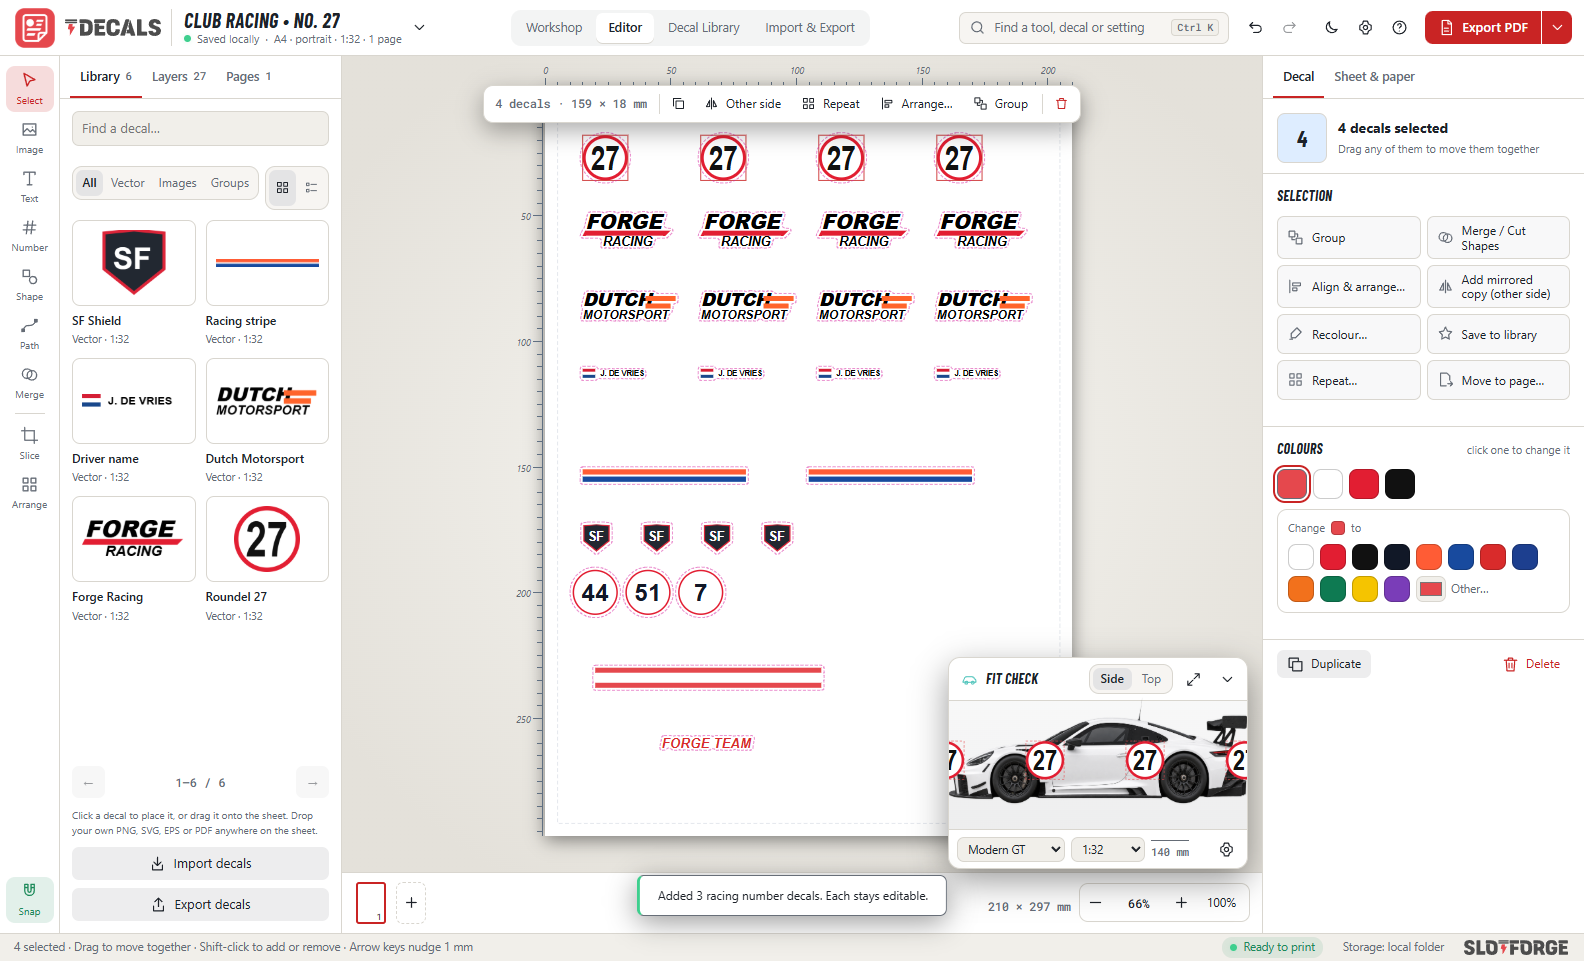 DECALS
CLUB RACING • NO. 27
Saved locally · A4 · portrait · 1:32 · 1 page
Workshop
Editor
Decal Library
Import & Export
Find a tool, decal or setting
Ctrl K
Export PDF
Select
Image
Text
Number
Shape
Path
Merge
Slice
Arrange
Snap
Library 6
Layers 27
Pages 1
Find a decal...
All
Vector
Images
Groups
SF
SF Shield
Vector · 1:32
Racing stripe
Vector · 1:32
J. DE VRIES
Driver name
Vector · 1:32
DUTCH
MOTORSPORT
Dutch Motorsport
Vector · 1:32
FORGE
RACING
Forge Racing
Vector · 1:32
27
Roundel 27
Vector · 1:32
←
1–6 / 6
→
Click a decal to place it, or drag it onto the sheet. Drop
your own PNG, SVG, EPS or PDF anywhere on the sheet.
Import decals
Export decals
0 50 100 150 200
4 decals · 159 × 18 mm
Other side
Repeat
Arrange...
Group
50
100
150
200
250
27 27 27 27
FORGE FORGE FORGE FORGE
RACING RACING RACING RACING
DUTCH DUTCH DUTCH DUTCH
MOTORSPORT MOTORSPORT MOTORSPORT MOTORSPORT
J. DE VRIES J. DE VRIES J. DE VRIES J. DE VRIES
SF SF SF SF
44 51 7
FORGE TEAM
FIT CHECK
Side
Top
27 27 27 27
Modern GT
1:32
140 mm
1
+
Added 3 racing number decals. Each stays editable.
210 × 297 mm
−
66%
+
100%
Decal
Sheet & paper
4
4 decals selected
Drag any of them to move them together
SELECTION
Group
Merge / Cut
Shapes
Align & arrange...
Add mirrored
copy (other side)
Recolour...
Save to library
Repeat...
Move to page...
COLOURS
click one to change it
Change to
Other...
Duplicate
Delete
4 selected · Drag to move together · Shift-click to add or remove · Arrow keys nudge 1 mm
Ready to print
Storage: local folder
SLOTFORGE